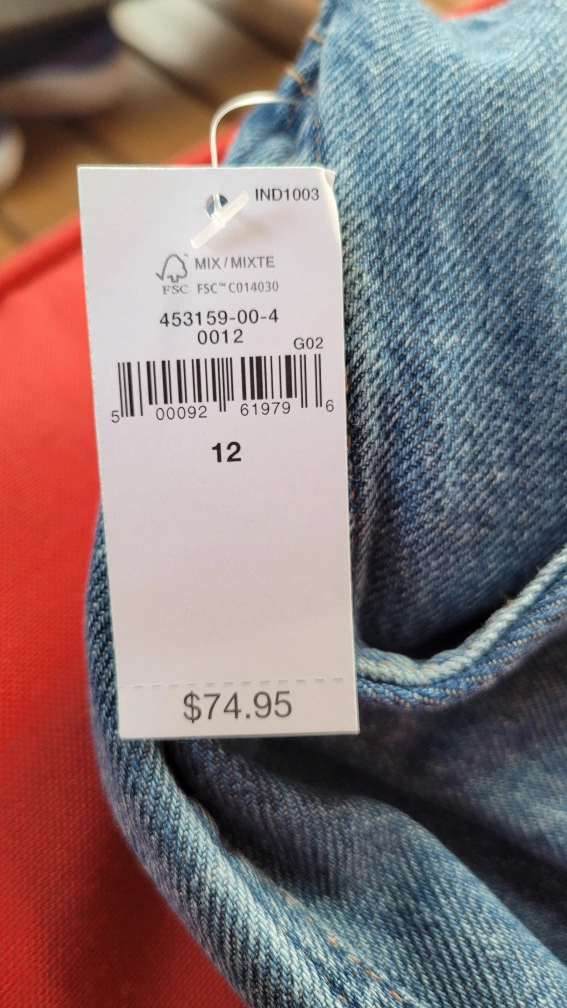 IND1003
MIX/MIXTE
FSC FSC™ C014030
453159-00-4
0012
G02
5 00092 61979 6
12
$74.95